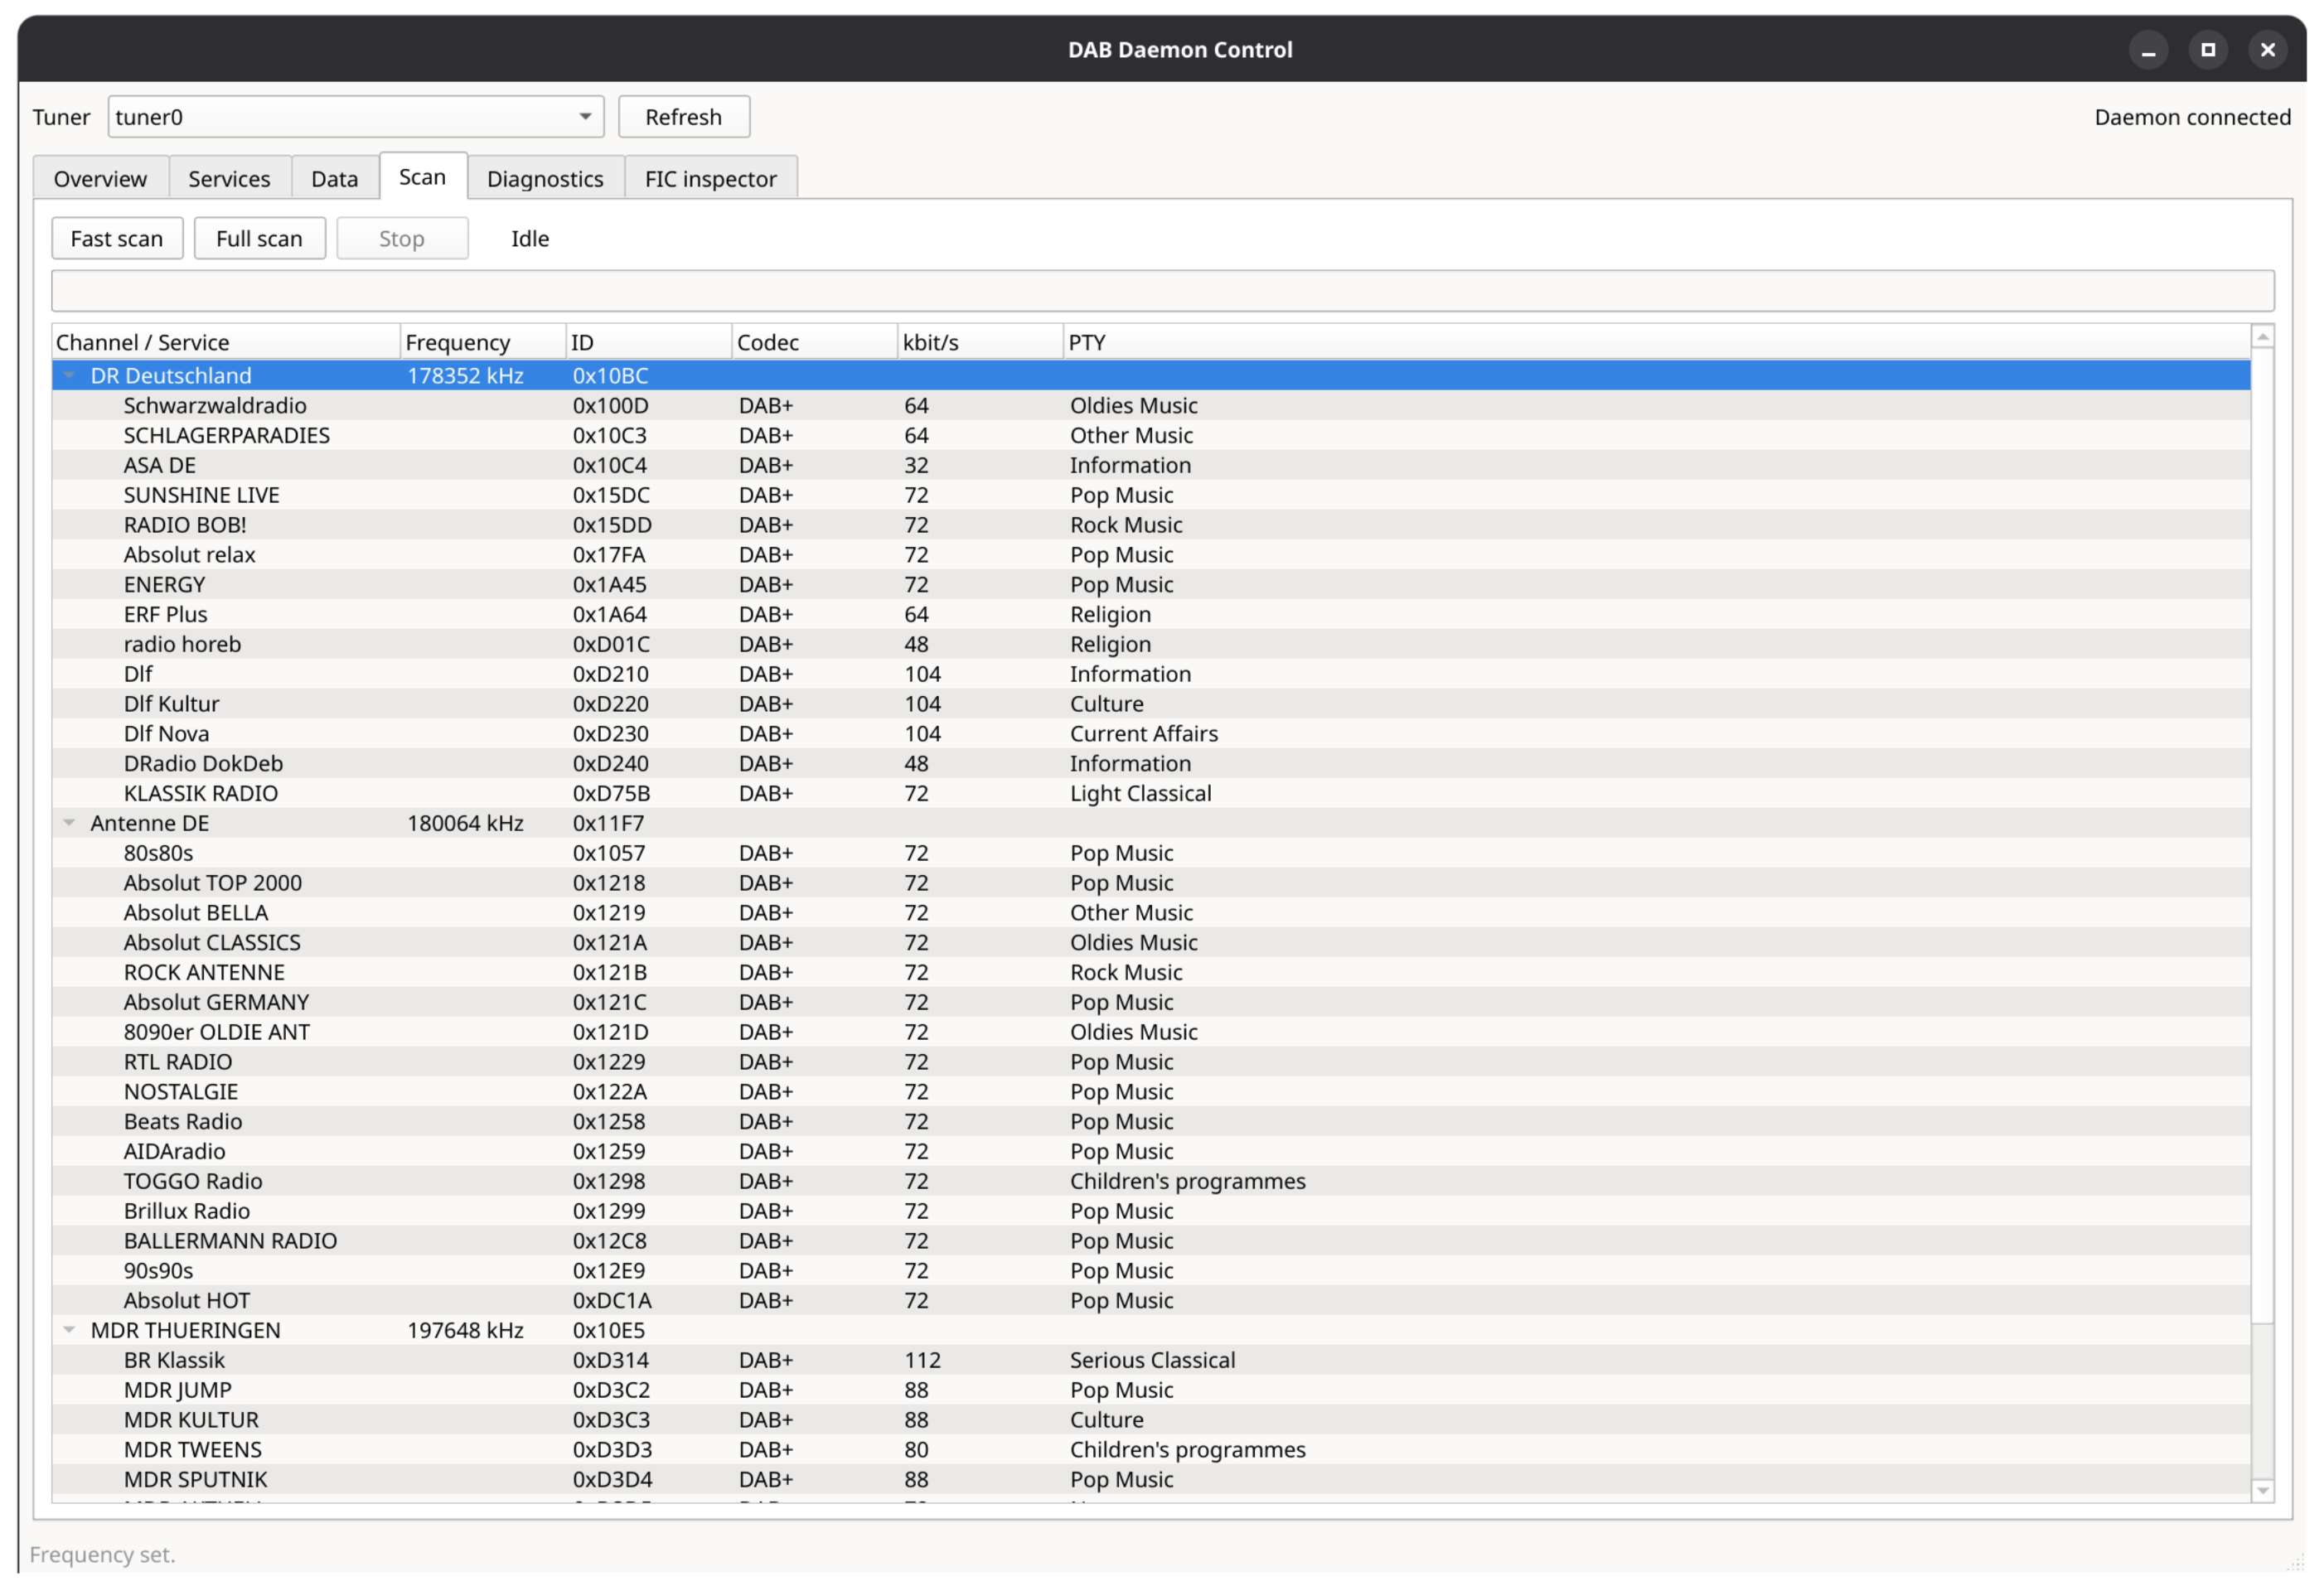 DAB Daemon Control
Tuner tuner0 Refresh Daemon connected
Overview Services Data Scan Diagnostics FIC inspector
Fast scan Full scan Stop Idle
Channel / Service Frequency ID Codec kbit/s PTY
DR Deutschland 178352 kHz 0x10BC
Schwarzwaldradio 0x100D DAB+ 64 Oldies Music
SCHLAGERPARADIES 0x10C3 DAB+ 64 Other Music
ASA DE 0x10C4 DAB+ 32 Information
SUNSHINE LIVE 0x15DC DAB+ 72 Pop Music
RADIO BOB! 0x15DD DAB+ 72 Rock Music
Absolut relax 0x17FA DAB+ 72 Pop Music
ENERGY 0x1A45 DAB+ 72 Pop Music
ERF Plus 0x1A64 DAB+ 64 Religion
radio horeb 0xD01C DAB+ 48 Religion
Dlf 0xD210 DAB+ 104 Information
Dlf Kultur 0xD220 DAB+ 104 Culture
Dlf Nova 0xD230 DAB+ 104 Current Affairs
DRadio DokDeb 0xD240 DAB+ 48 Information
KLASSIK RADIO 0xD75B DAB+ 72 Light Classical
Antenne DE 180064 kHz 0x11F7
80s80s 0x1057 DAB+ 72 Pop Music
Absolut TOP 2000 0x1218 DAB+ 72 Pop Music
Absolut BELLA 0x1219 DAB+ 72 Other Music
Absolut CLASSICS 0x121A DAB+ 72 Oldies Music
ROCK ANTENNE 0x121B DAB+ 72 Rock Music
Absolut GERMANY 0x121C DAB+ 72 Pop Music
8090er OLDIE ANT 0x121D DAB+ 72 Oldies Music
RTL RADIO 0x1229 DAB+ 72 Pop Music
NOSTALGIE 0x122A DAB+ 72 Pop Music
Beats Radio 0x1258 DAB+ 72 Pop Music
AIDAradio 0x1259 DAB+ 72 Pop Music
TOGGO Radio 0x1298 DAB+ 72 Children's programmes
Brillux Radio 0x1299 DAB+ 72 Pop Music
BALLERMANN RADIO 0x12C8 DAB+ 72 Pop Music
90s90s 0x12E9 DAB+ 72 Pop Music
Absolut HOT 0xDC1A DAB+ 72 Pop Music
MDR THUERINGEN 197648 kHz 0x10E5
BR Klassik 0xD314 DAB+ 112 Serious Classical
MDR JUMP 0xD3C2 DAB+ 88 Pop Music
MDR KULTUR 0xD3C3 DAB+ 88 Culture
MDR TWEENS 0xD3D3 DAB+ 80 Children's programmes
MDR SPUTNIK 0xD3D4 DAB+ 88 Pop Music
Frequency set.